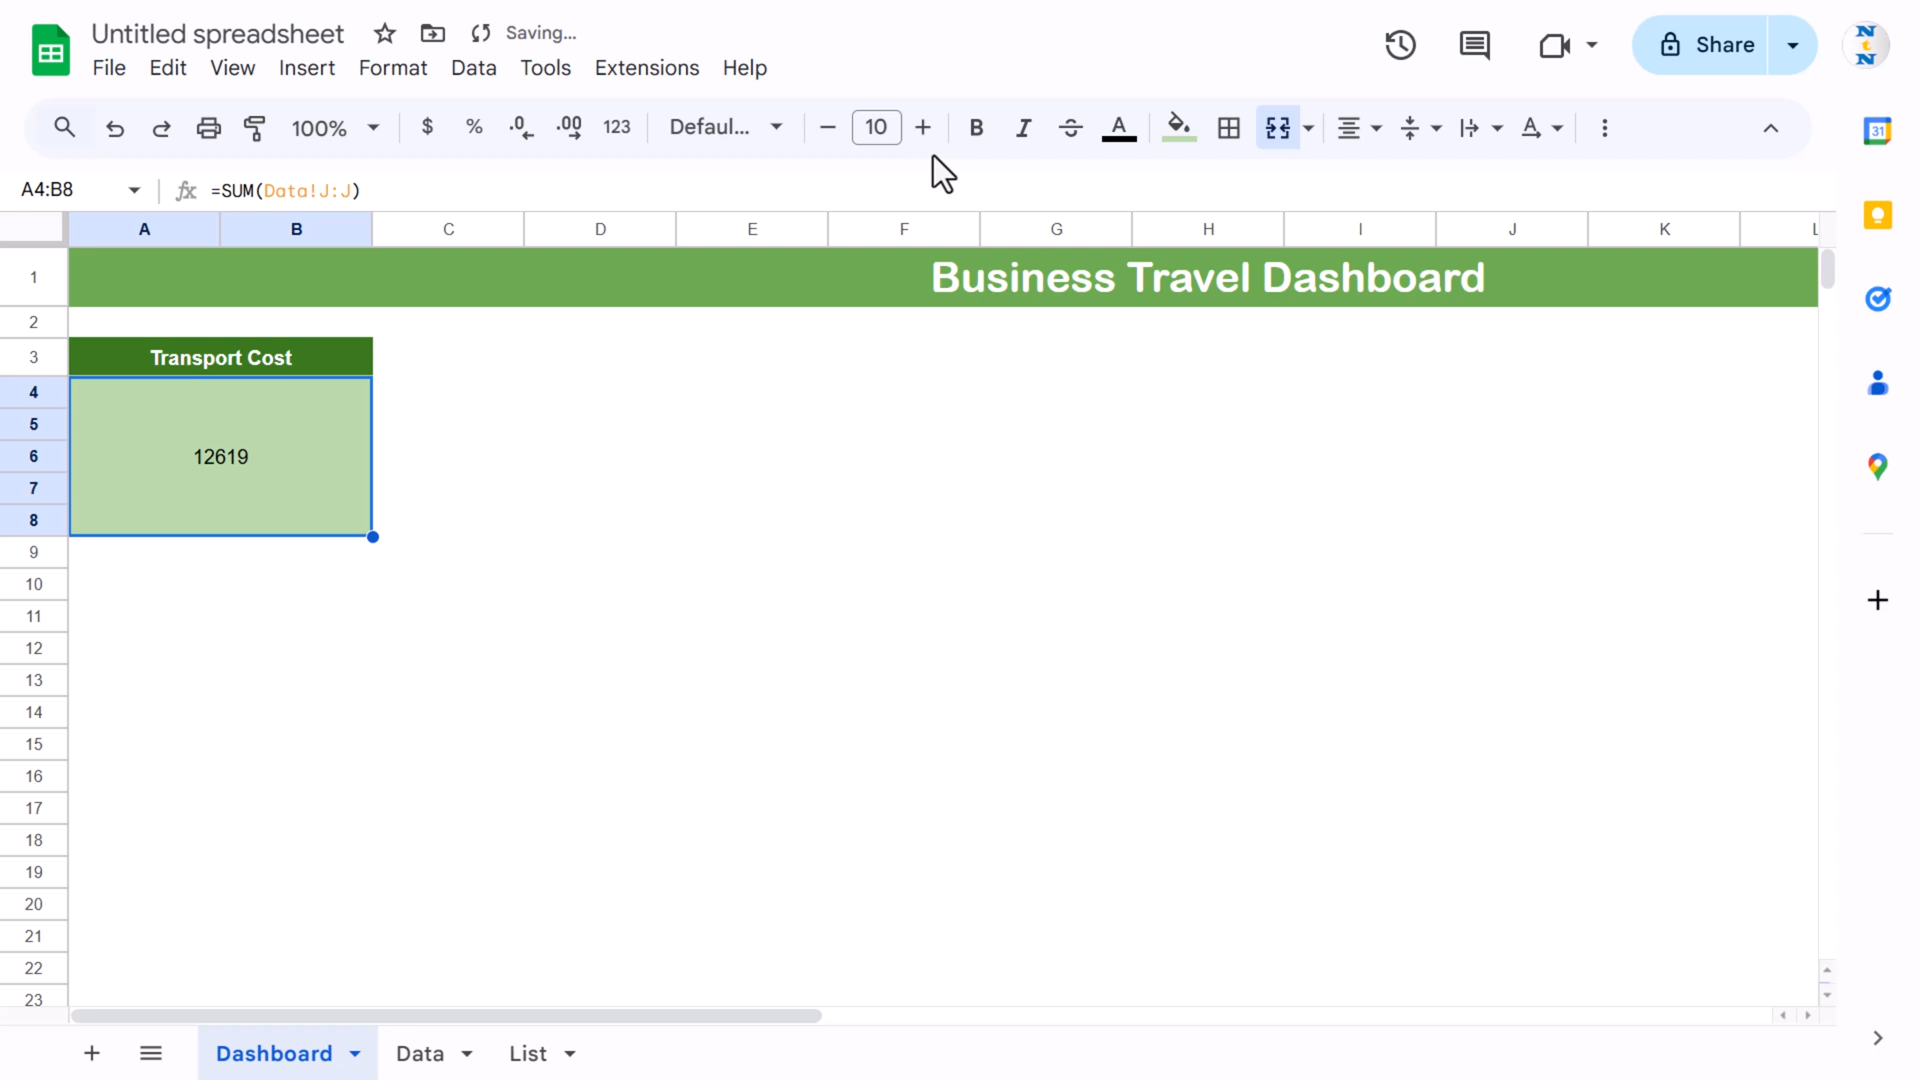 Untitled spreadsheet Saving...
File Edit View Insert Format Data Tools Extensions Help
Share
N
t
N
100% $ % .0 .00 123 Defaul... 10 B I S A A
31
A4:B8 fx =SUM(Data!J:J)
A B C D E F G H I J K L
1 Business Travel Dashboard
2
3 Transport Cost
4
5
6 12619
7
8
9
10
11
12
13
14
15
16
17
18
19
20
21
22
23
Dashboard Data List